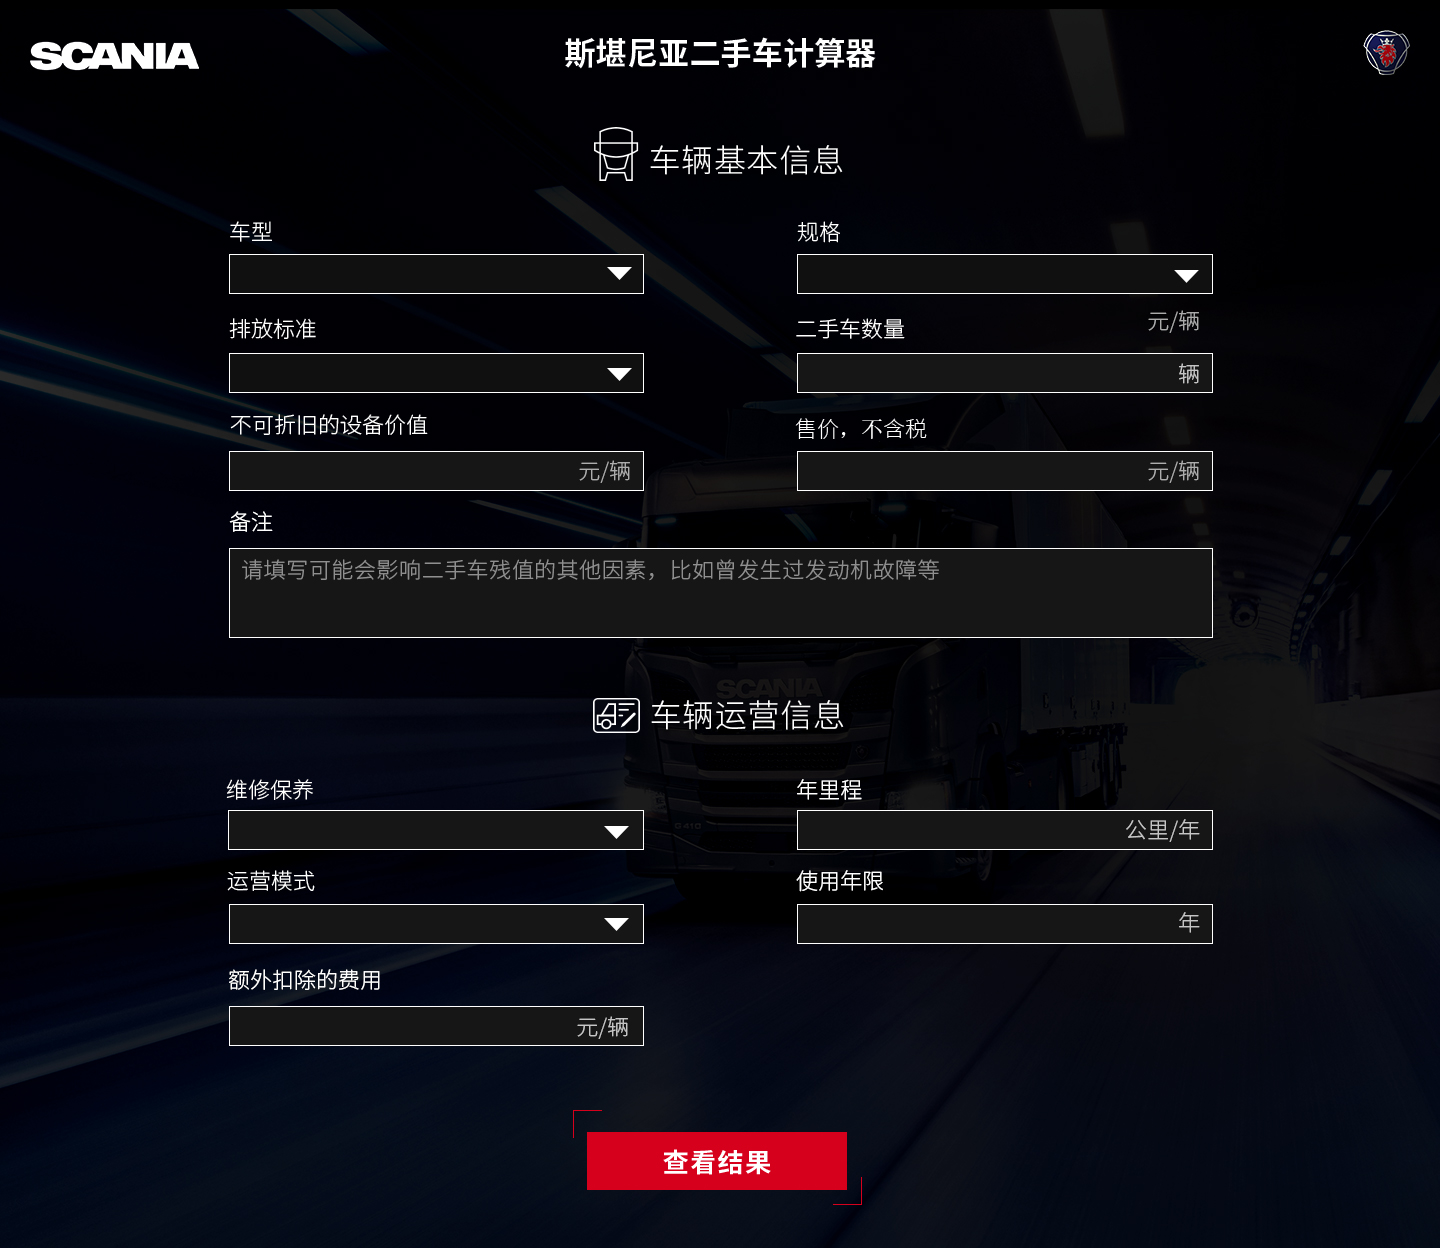 SCANIA
斯堪尼亚二手车计算器
车辆基本信息
车型
规格
排放标准
二手车数量
元/辆
辆
不可折旧的设备价值
售价，不含税
元/辆
元/辆
备注
请填写可能会影响二手车残值的其他因素，比如曾发生过发动机故障等
SCANIA
车辆运营信息
维修保养
年里程
公里/年
运营模式
使用年限
年
额外扣除的费用
元/辆
查看结果